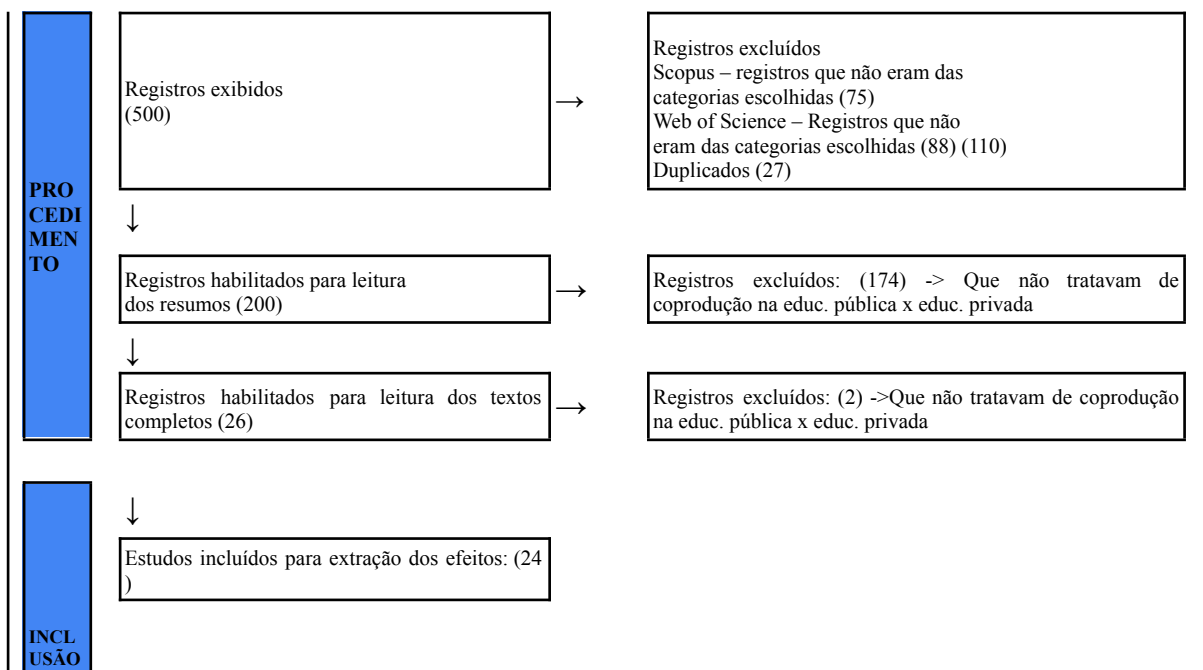 PRO
CEDI
MEN
TO
Registros exibidos
(500)
→
Registros excluídos
Scopus – registros que não eram das
categorias escolhidas (75)
Web of Science – Registros que não
eram das categorias escolhidas (88) (110)
Duplicados (27)
↓
Registros habilitados para leitura
dos resumos (200)
→
Registros excluídos: (174) -> Que não tratavam de
coprodução na educ. pública x educ. privada
↓
Registros habilitados para leitura dos textos
completos (26)
→
Registros excluídos: (2) ->Que não tratavam de coprodução
na educ. pública x educ. privada
↓
Estudos incluídos para extração dos efeitos: (24
)
INCL
USÃO